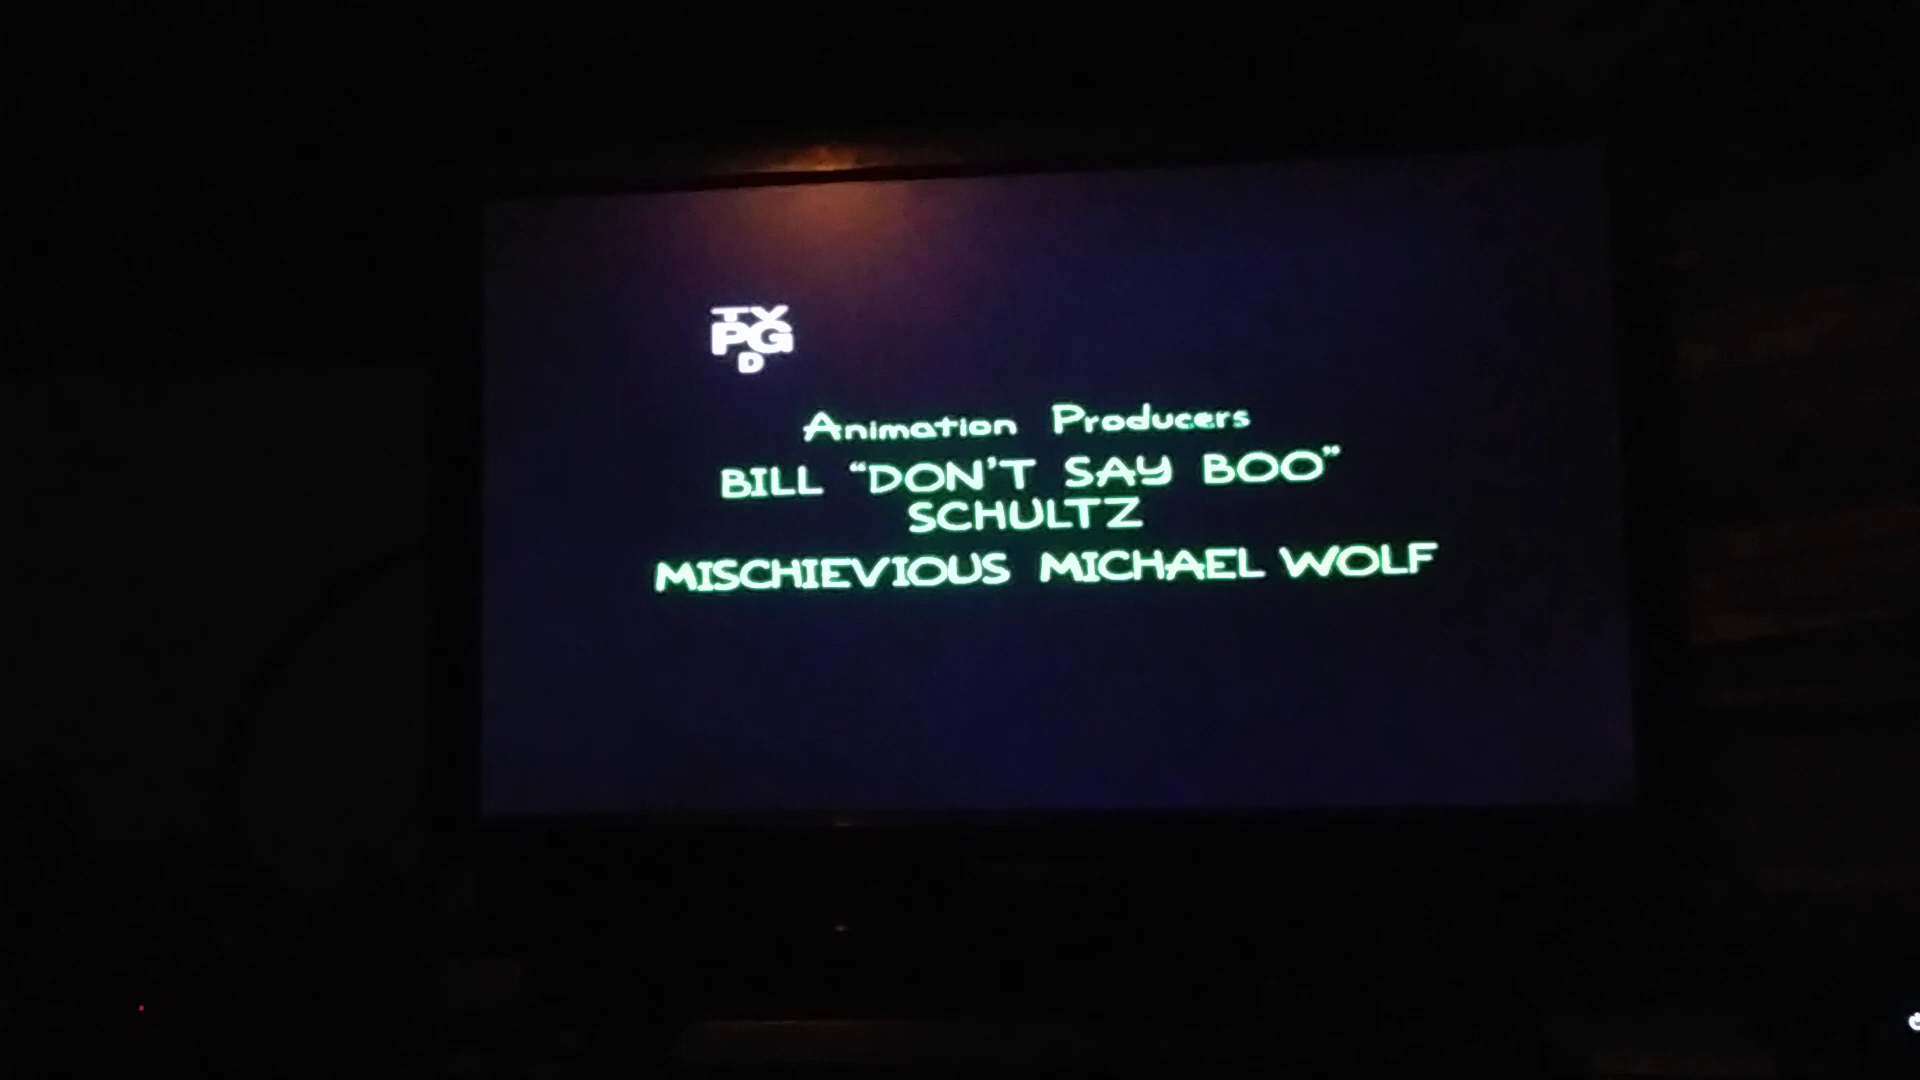 TV
PG
D
Animation Producers
BILL “DON'T SAY BOO”
SCHULTZ
MISCHIEVIOUS MICHAEL WOLF